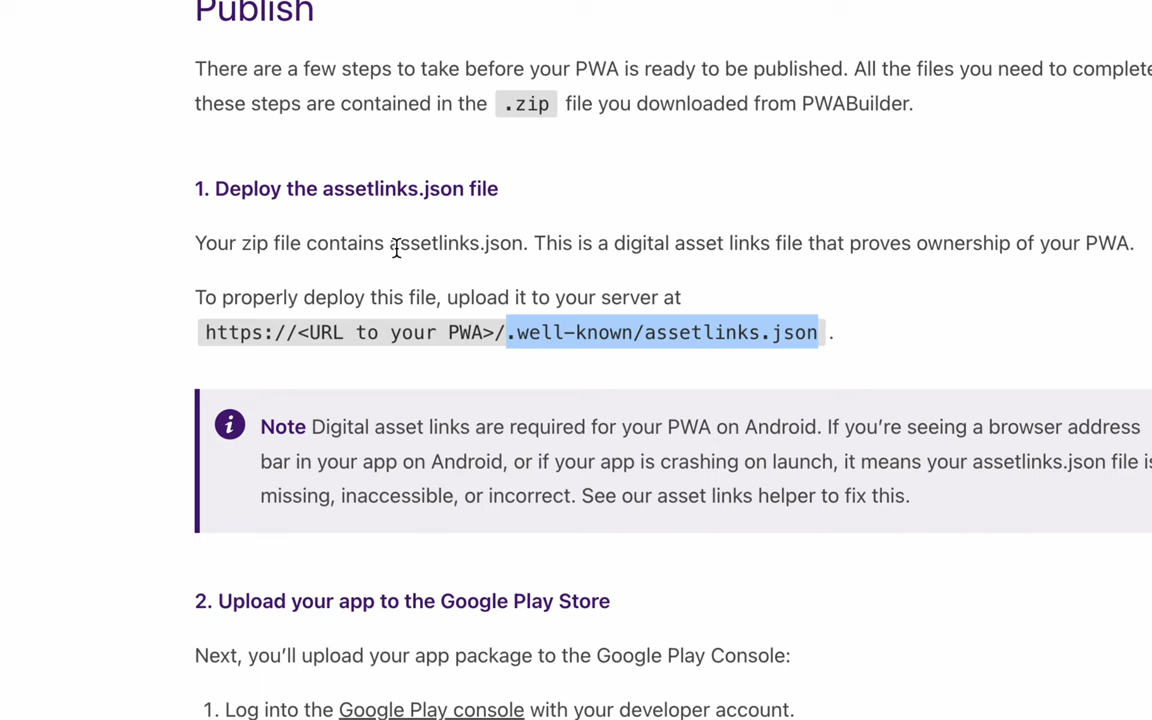 Publish
There are a few steps to take before your PWA is ready to be published. All the files you need to complete
these steps are contained in the .zip file you downloaded from PWABuilder.
1. Deploy the assetlinks.json file
Your zip file contains assetlinks.json. This is a digital asset links file that proves ownership of your PWA.
To properly deploy this file, upload it to your server at
https://<URL to your PWA>/.well-known/assetlinks.json .
Note Digital asset links are required for your PWA on Android. If you’re seeing a browser address
bar in your app on Android, or if your app is crashing on launch, it means your assetlinks.json file is
missing, inaccessible, or incorrect. See our asset links helper to fix this.
2. Upload your app to the Google Play Store
Next, you’ll upload your app package to the Google Play Console:
1. Log into the Google Play console with your developer account.